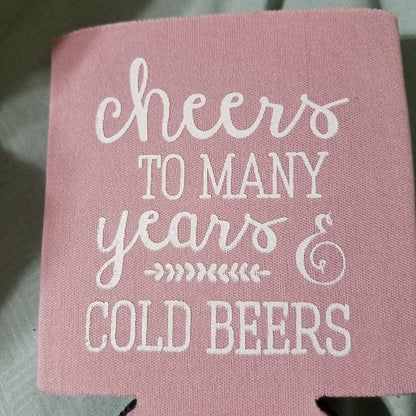 cheers
TO MANY
years &
COLD BEERS